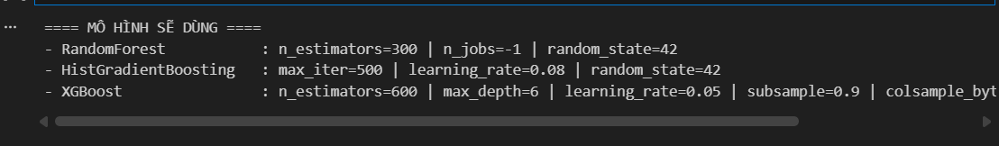 ==== MÔ HÌNH SẼ DÙNG ====
- RandomForest : n_estimators=300 | n_jobs=-1 | random_state=42
- HistGradientBoosting : max_iter=500 | learning_rate=0.08 | random_state=42
- XGBoost : n_estimators=600 | max_depth=6 | learning_rate=0.05 | subsample=0.9 | colsample_byt